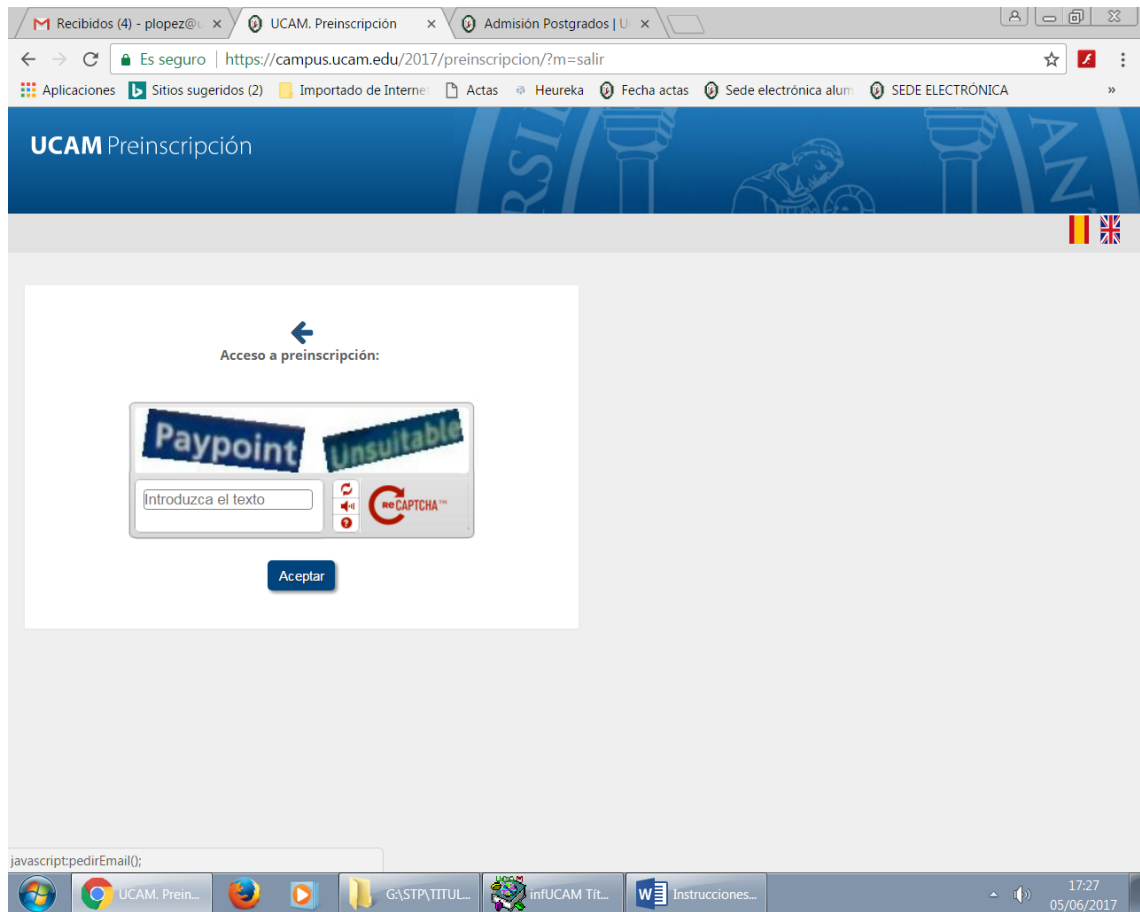 Recibidos (4) - plopez@u
UCAM. Preinscripción
Admisión Postgrados | U
Es seguro | https://campus.ucam.edu/2017/preinscripcion/?m=salir
Aplicaciones Sitios sugeridos (2) Importado de Internet Actas Heureka Fecha actas Sede electrónica alum SEDE ELECTRÓNICA »
UCAM Preinscripción
Acceso a preinscripción:
Paypoint Unsuitable
Introduzca el texto
ReCAPTCHA™
Aceptar
javascript:pedirEmail();
UCAM. Prein... G:\STP\TITUL... infUCAM Tít... Instrucciones...
17:27
05/06/2017